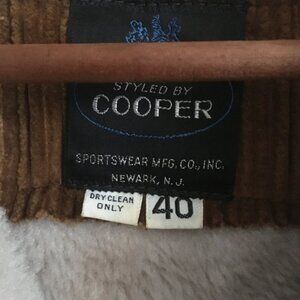 STYLED BY
COOPER
SPORTSWEAR MFG. CO., INC.
NEWARK, N. J.
DRY CLEAN
ONLY
40